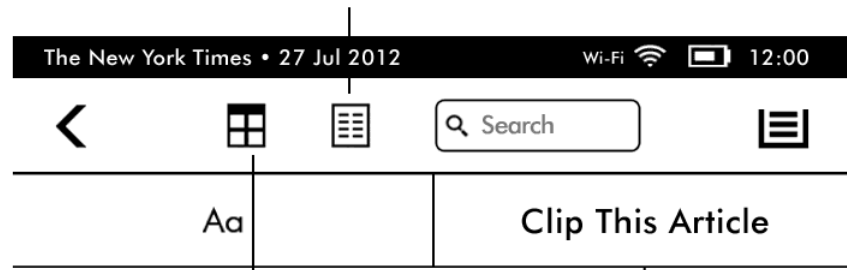 The New York Times • 27 Jul 2012 Wi-Fi 12:00
Search
Aa Clip This Article